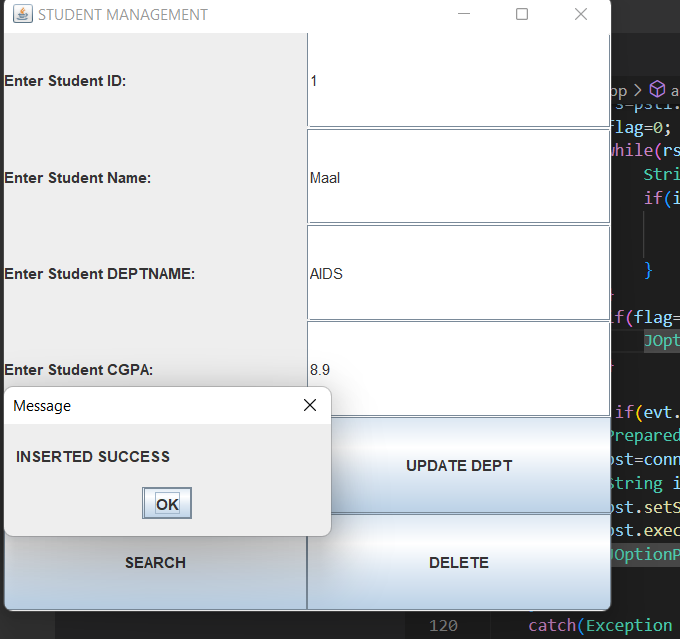 STUDENT MANAGEMENT
Enter Student ID:
1
Enter Student Name:
Maal
Enter Student DEPTNAME:
AIDS
Enter Student CGPA:
8.9
Message
INSERTED SUCCESS
OK
UPDATE DEPT
SEARCH
DELETE
pp > a
flag=0;
while(rs
Stri
if(i
}
if(flag=
JOpt
if(evt.
Prepared
pst=conn
String i
pst.setS
pst.exec
JOptionP
120 catch(Exception